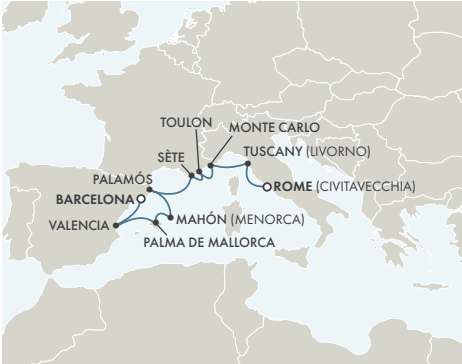 TOULON
MONTE CARLO
SÈTE
TUSCANY (LIVORNO)
PALAMÓS
ROME (CIVITAVECCHIA)
BARCELONA
MAHÓN (MENORCA)
VALENCIA
PALMA DE MALLORCA